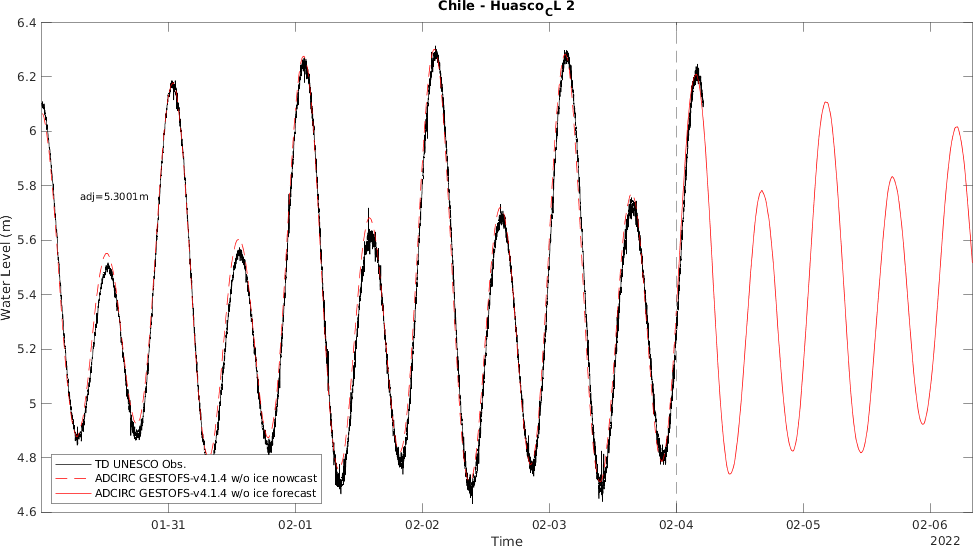 Chile - Huasco_CL 2
6.4
6.2
6
5.8
5.6
5.4
5.2
5
4.8
4.6
Water Level (m)
adj=5.3001m
TD UNESCO Obs.
ADCIRC GESTOFS-v4.1.4 w/o ice nowcast
ADCIRC GESTOFS-v4.1.4 w/o ice forecast
01-31
02-01
02-02
02-03
02-04
02-05
02-06
Time
2022